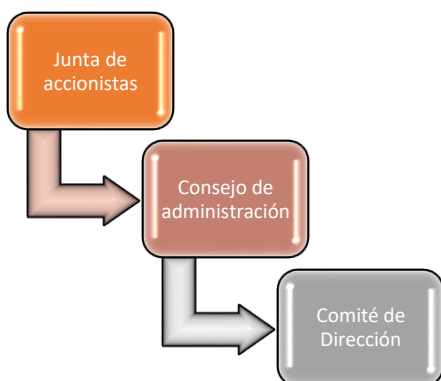 Junta de
accionistas
Consejo de
administración
Comité de
Dirección